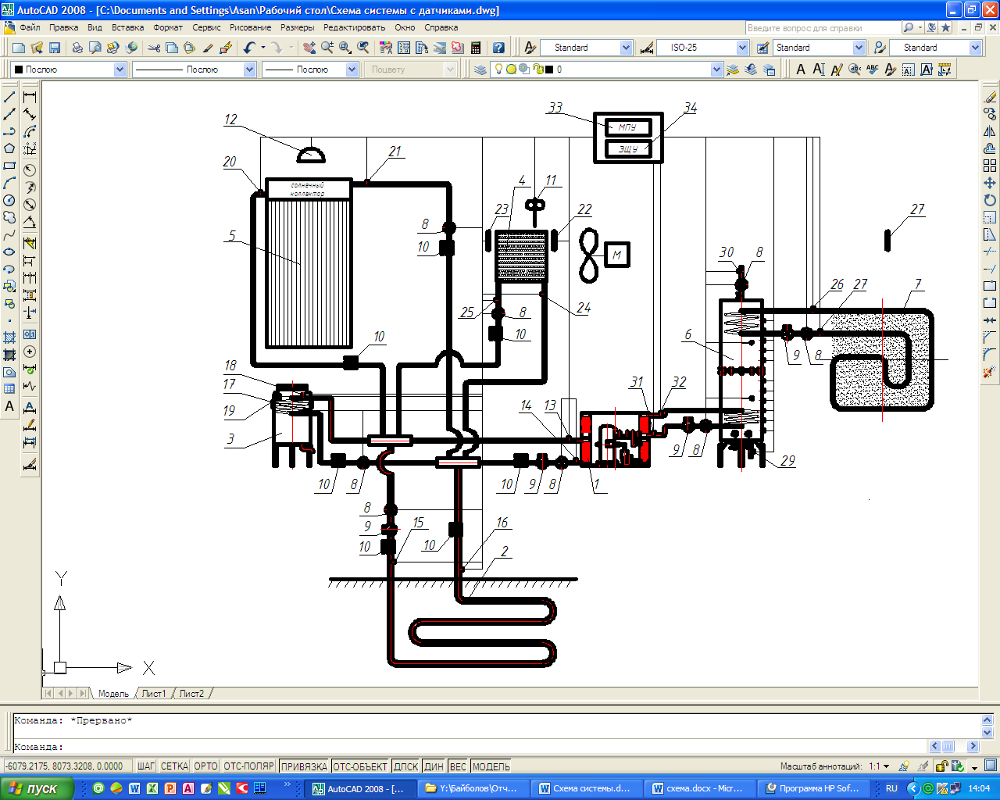 AutoCAD 2008 - [C:\Documents and Settings\Asan\Рабочий стол\Схема системы с датчиками.dwg]
Файл Правка Вид Вставка Формат Сервис Рисование Размеры Редактировать Окно Справка
Введите вопрос для справки
Standard ISO-25 Standard Standard
Послою Послою Послою Поцвету 0
33 МПУ 34
ЭЩУ
12
20 21
солнечный
коллектор
4 11
23 22 27
5 8
10 М
30 8
25 8 24 26 27 7
10 10 6
9 8
18
17 31 32
19 14 13
3
10 8 10 9 8 1 9 8 29
8
9 15 16
10 10
2
Y
X
Модель Лист1 Лист2
Команда: *Прервано*
Команда:
-6079.2175, 8073.3208, 0.0000 ШАГ СЕТКА ОРТО ОТС-ПОЛЯР ПРИВЯЗКА ОТС-ОБЪЕКТ ДПСК ДИН ВЕС МОДЕЛЬ Масштаб аннотаций: 1:1
пуск AutoCAD 2008 - [... Y:\Байболов\Отч... Схема системы.d... схема.docx - Micr... Программа HP Sof... RU 14:04